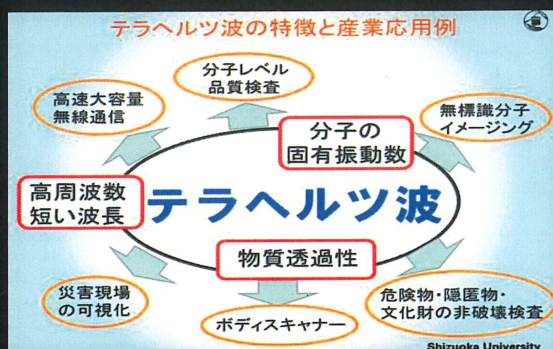 テラヘルツ波の特徴と産業応用例
分子レベル
品質検査
高速大容量
無線通信
無標識分子
イメージング
分子の
固有振動数
高周波数
短い波長
テラヘルツ波
物質透過性
災害現場
の可視化
ボディスキャナー
危険物・隠匿物・
文化財の非破壊検査
Shizuoka University